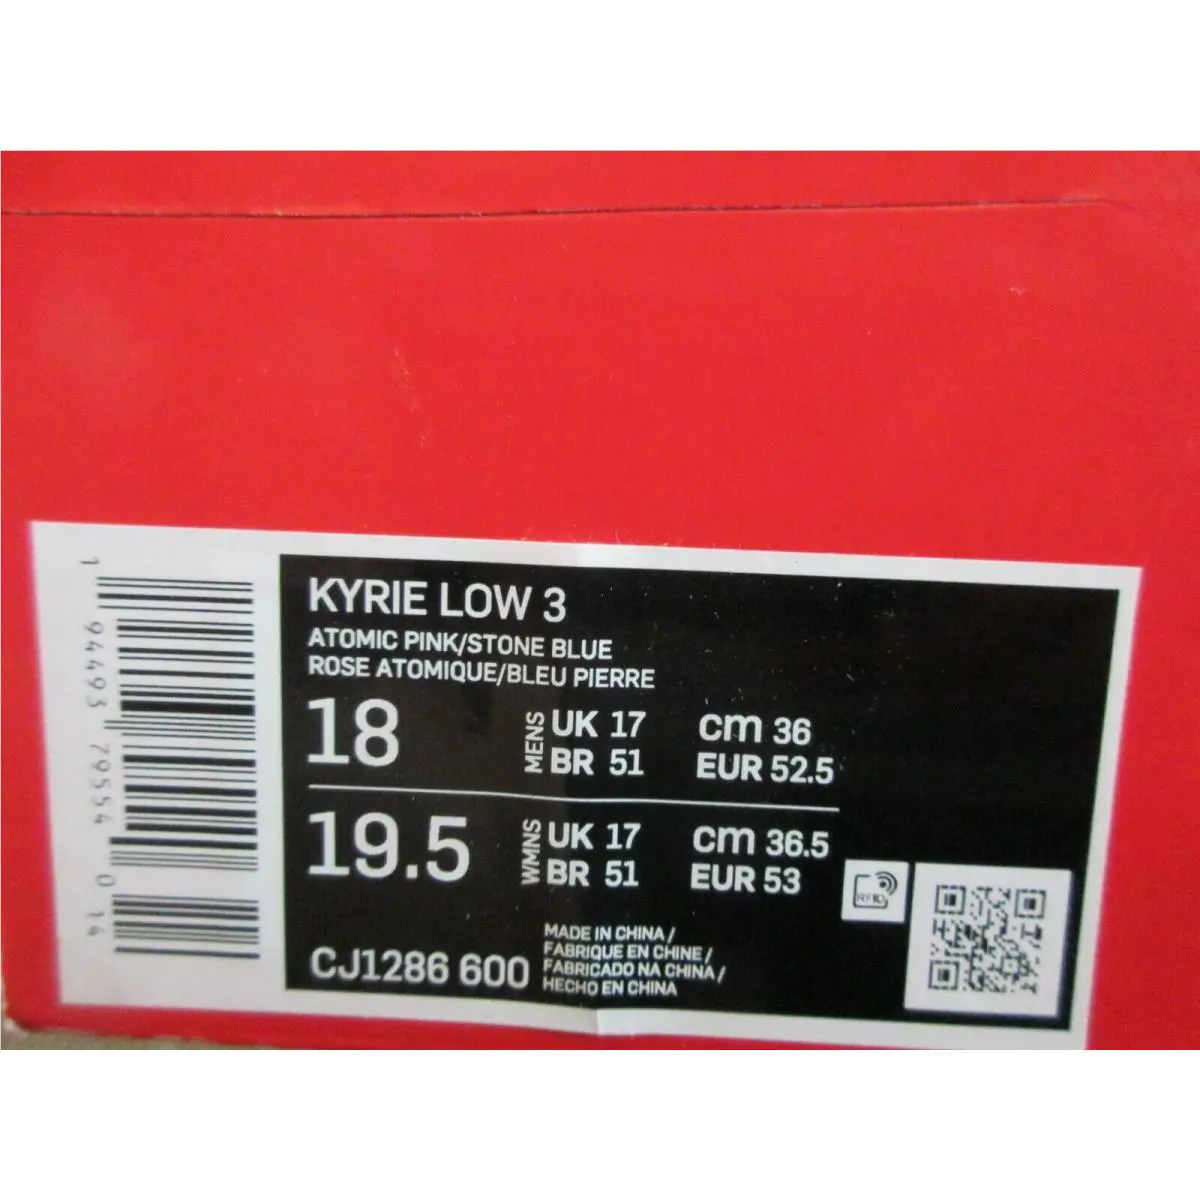 KYRIE LOW 3
ATOMIC PINK/STONE BLUE
ROSE ATOMIQUE/BLEU PIERRE
18
MENS
UK 17
BR 51
cm 36
EUR 52.5
19.5
WMNS
UK 17
BR 51
cm 36.5
EUR 53
CJ1286 600
MADE IN CHINA /
FABRIQUE EN CHINE /
FABRICADO NA CHINA /
HECHO EN CHINA
RFID
1 94493 79554 0 14